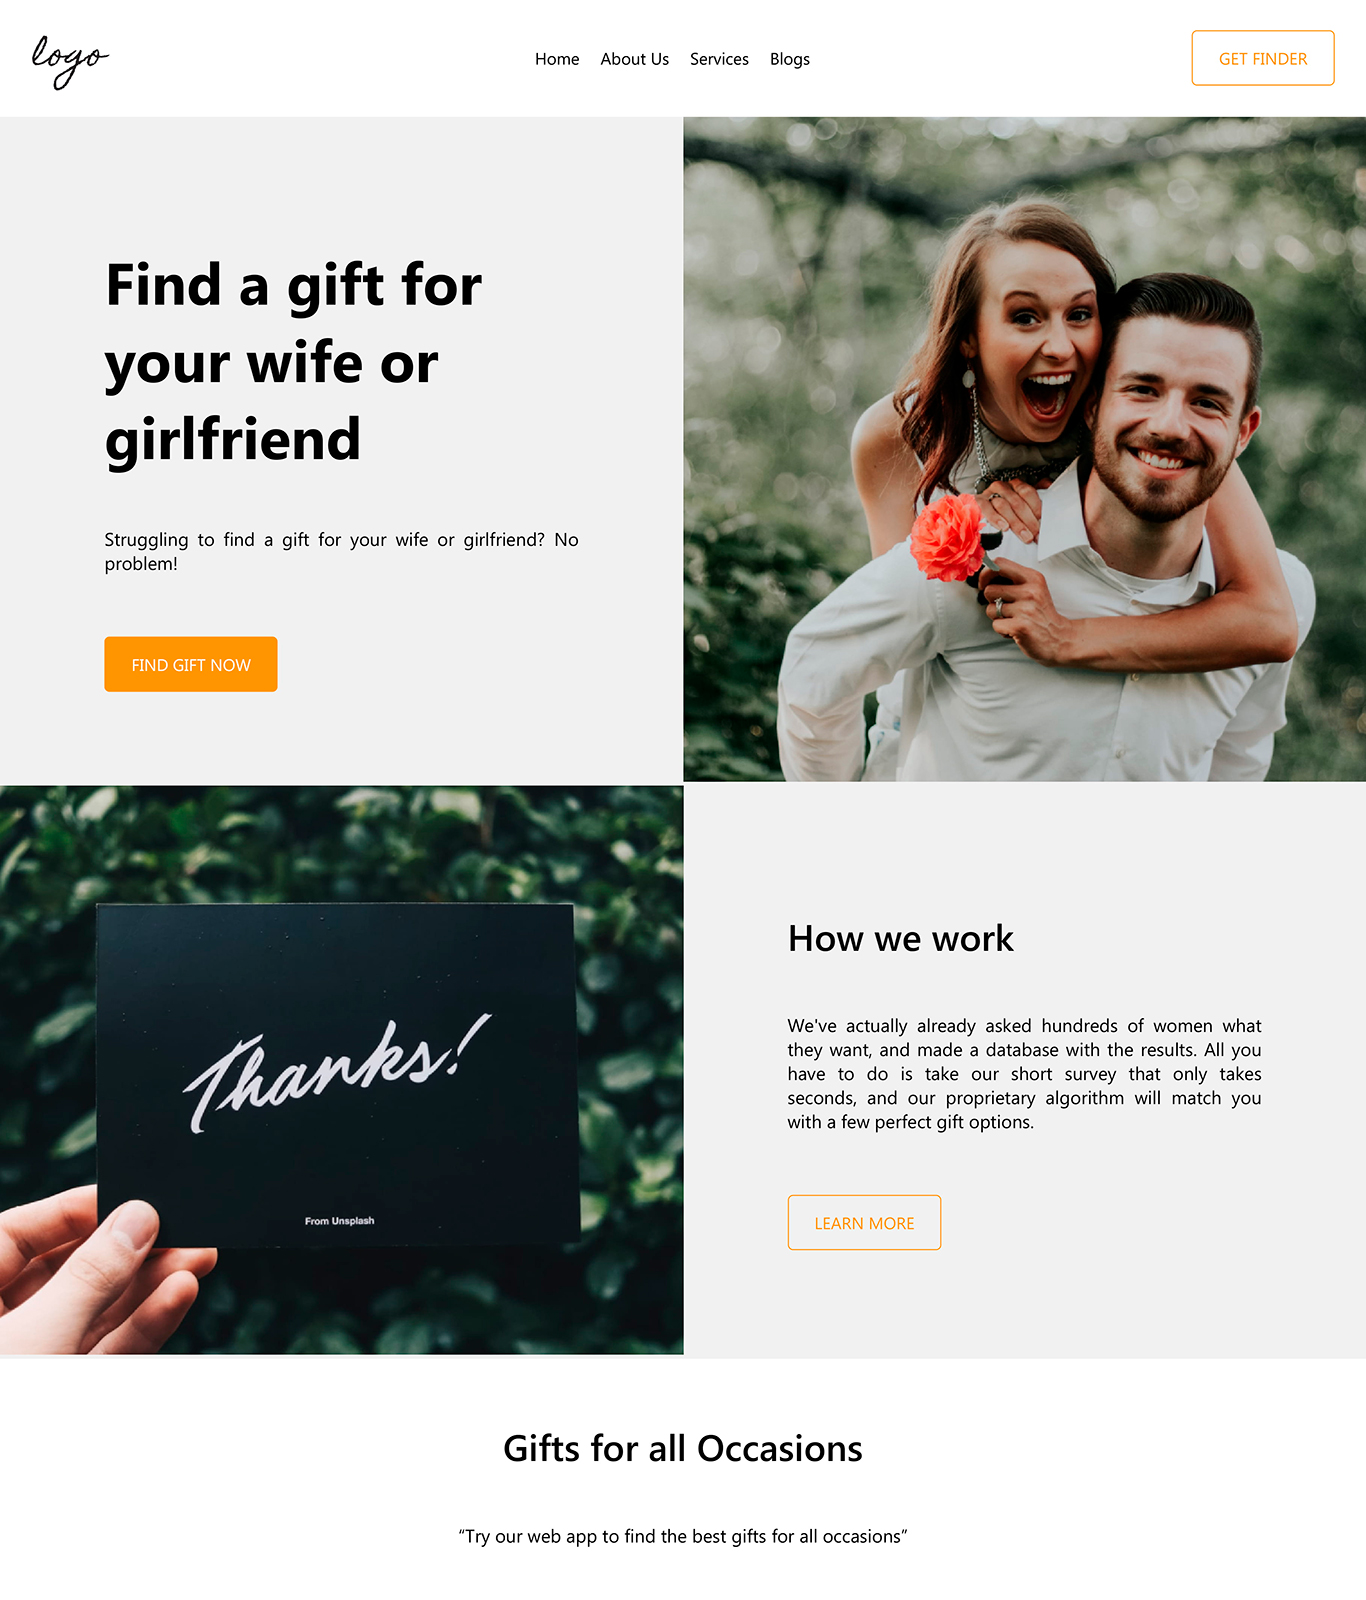 logo
Home About Us Services Blogs
GET FINDER
Find a gift for
your wife or
girlfriend
Struggling to find a gift for your wife or girlfriend? No
problem!
FIND GIFT NOW
Thanks!
From Unsplash
How we work
We've actually already asked hundreds of women what
they want, and made a database with the results. All you
have to do is take our short survey that only takes
seconds, and our proprietary algorithm will match you
with a few perfect gift options.
LEARN MORE
Gifts for all Occasions
“Try our web app to find the best gifts for all occasions”